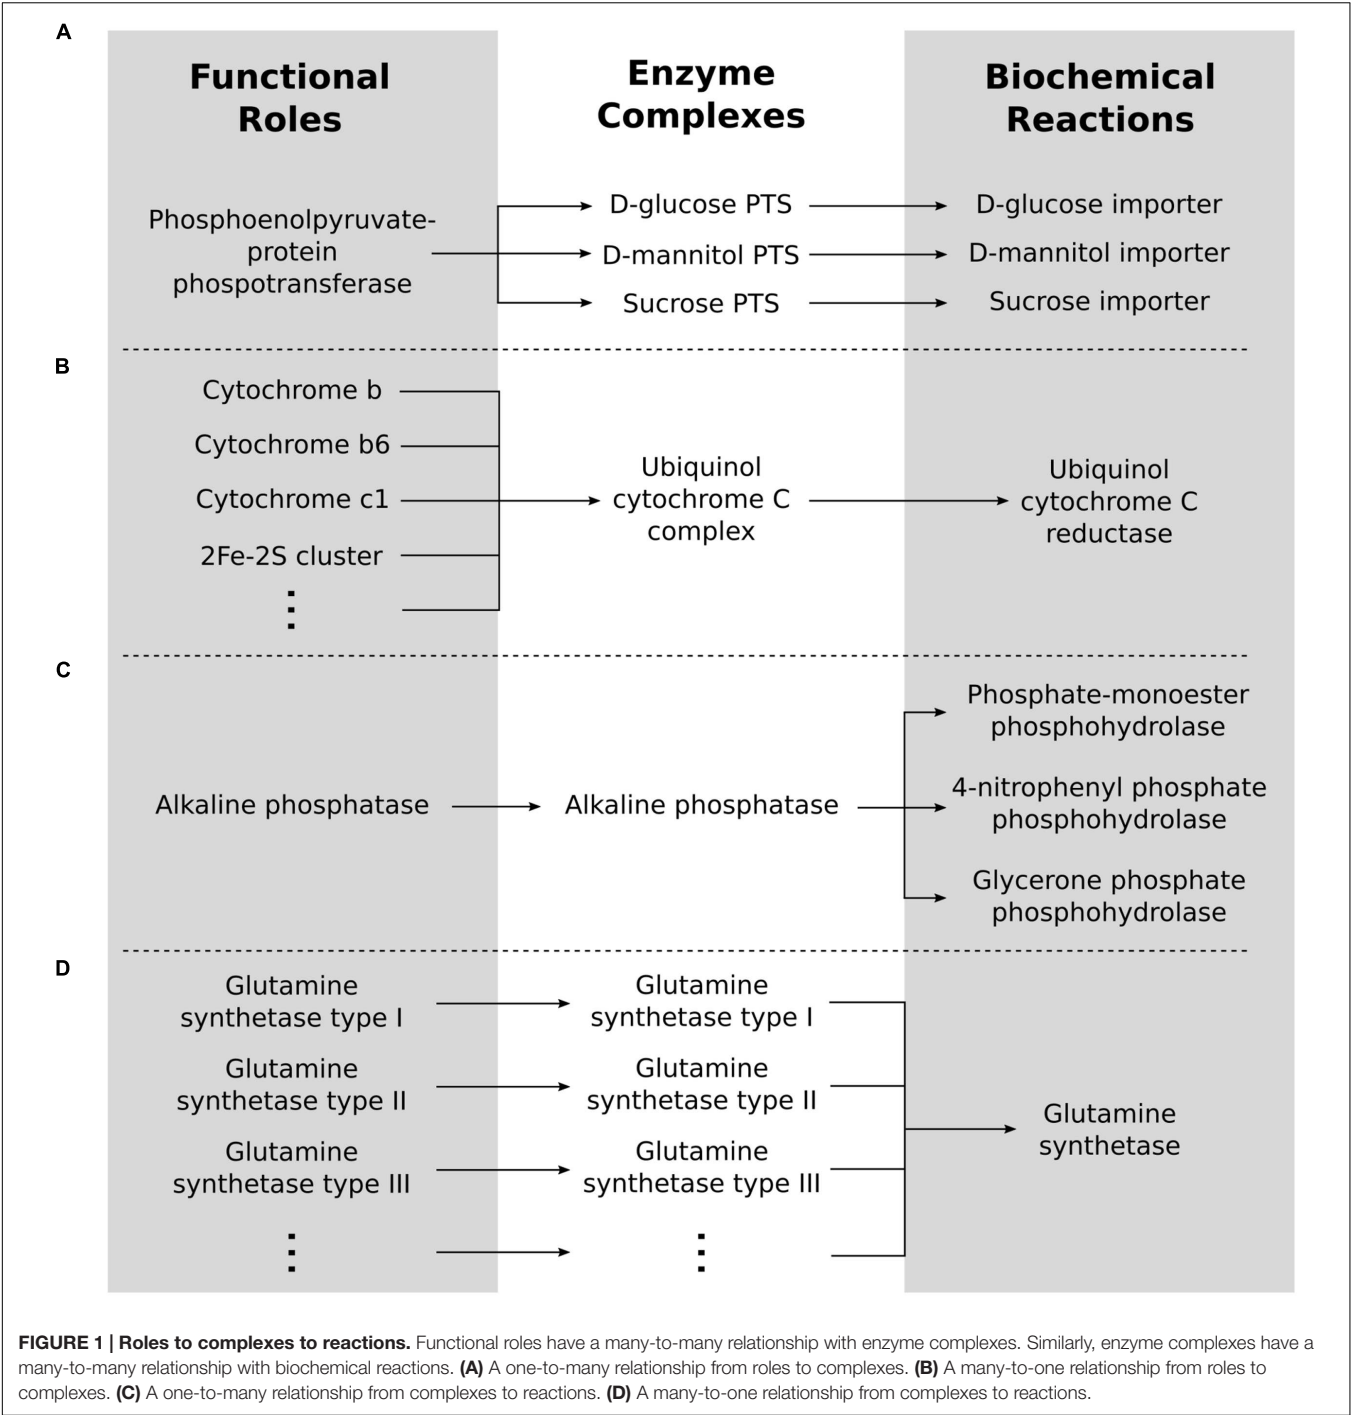 A
Functional
Roles
Enzyme
Complexes
Biochemical
Reactions
Phosphoenolpyruvate-
protein
phospotransferase
D-glucose PTS
D-mannitol PTS
Sucrose PTS
D-glucose importer
D-mannitol importer
Sucrose importer
B
Cytochrome b
Cytochrome b6
Cytochrome c1
2Fe-2S cluster
Ubiquinol
cytochrome C
complex
Ubiquinol
cytochrome C
reductase
C
Alkaline phosphatase
Alkaline phosphatase
Phosphate-monoester
phosphohydrolase
4-nitrophenyl phosphate
phosphohydrolase
Glycerone phosphate
phosphohydrolase
D
Glutamine
synthetase type I
Glutamine
synthetase type II
Glutamine
synthetase type III
Glutamine
synthetase type I
Glutamine
synthetase type II
Glutamine
synthetase type III
Glutamine
synthetase
FIGURE 1 | Roles to complexes to reactions. Functional roles have a many-to-many relationship with enzyme complexes. Similarly, enzyme complexes have a
many-to-many relationship with biochemical reactions. (A) A one-to-many relationship from roles to complexes. (B) A many-to-one relationship from roles to
complexes. (C) A one-to-many relationship from complexes to reactions. (D) A many-to-one relationship from complexes to reactions.